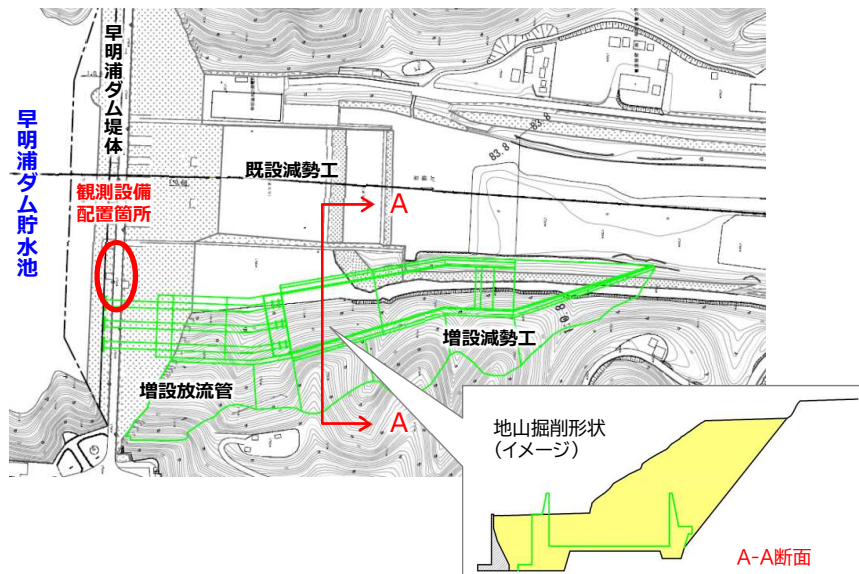 早明浦ダム貯水池
早明浦ダム堤体
観測設備
配置箇所
既設減勢工
A
83.8
83.8
増設減勢工
増設放流管
A
地山掘削形状
(イメージ)
A-A断面